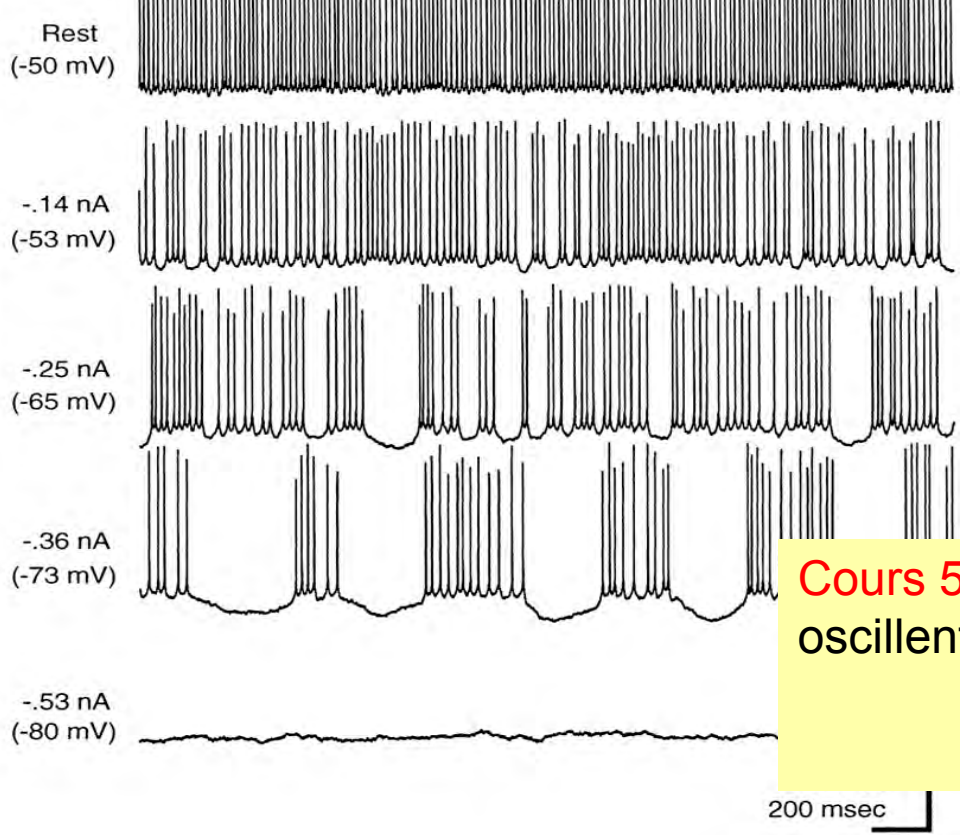 Rest
(-50 mV)
-.14 nA
(-53 mV)
-.25 nA
(-65 mV)
-.36 nA
(-73 mV)
Cours 5
oscillent
-.53 nA
(-80 mV)
200 msec